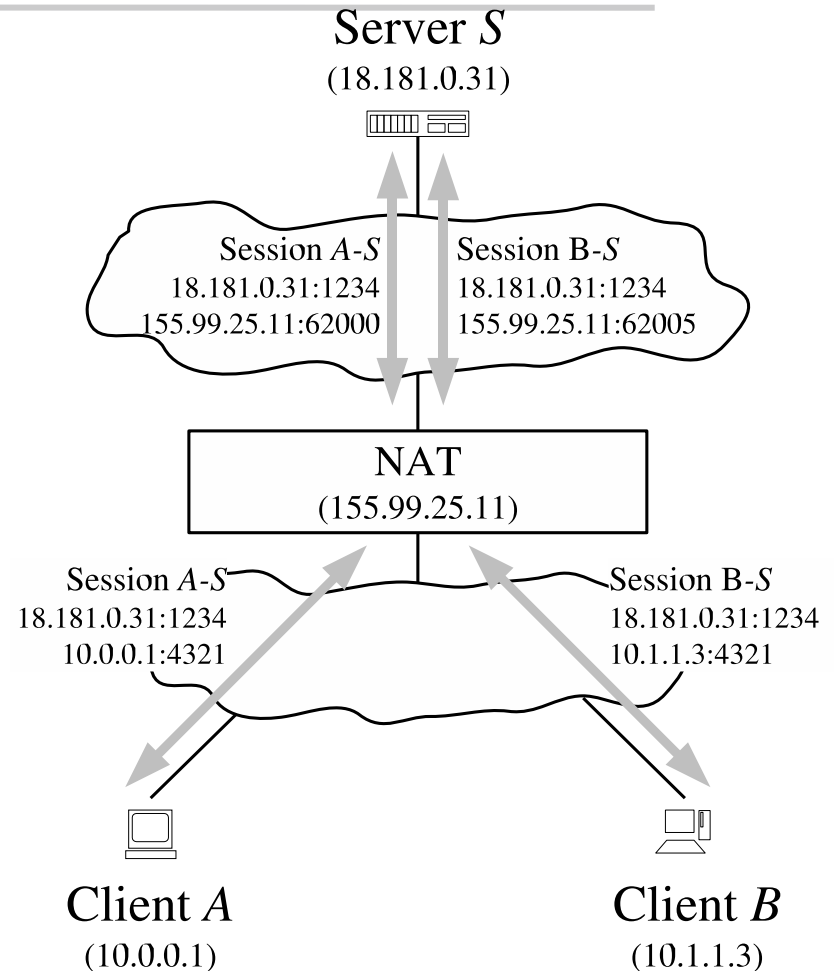 Server S
(18.181.0.31)
Session A-S
18.181.0.31:1234
155.99.25.11:62000
Session B-S
18.181.0.31:1234
155.99.25.11:62005
NAT
(155.99.25.11)
Session A-S
18.181.0.31:1234
10.0.0.1:4321
Session B-S
18.181.0.31:1234
10.1.1.3:4321
Client A
(10.0.0.1)
Client B
(10.1.1.3)